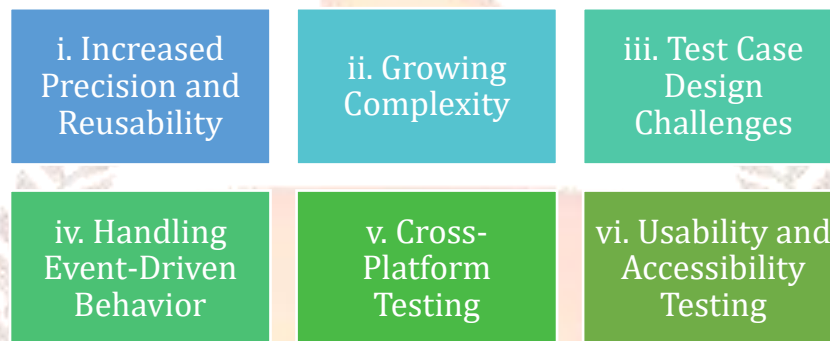 i. Increased
Precision and
Reusability
ii. Growing
Complexity
iii. Test Case
Design
Challenges
iv. Handling
Event-Driven
Behavior
v. Cross-
Platform
Testing
vi. Usability and
Accessibility
Testing